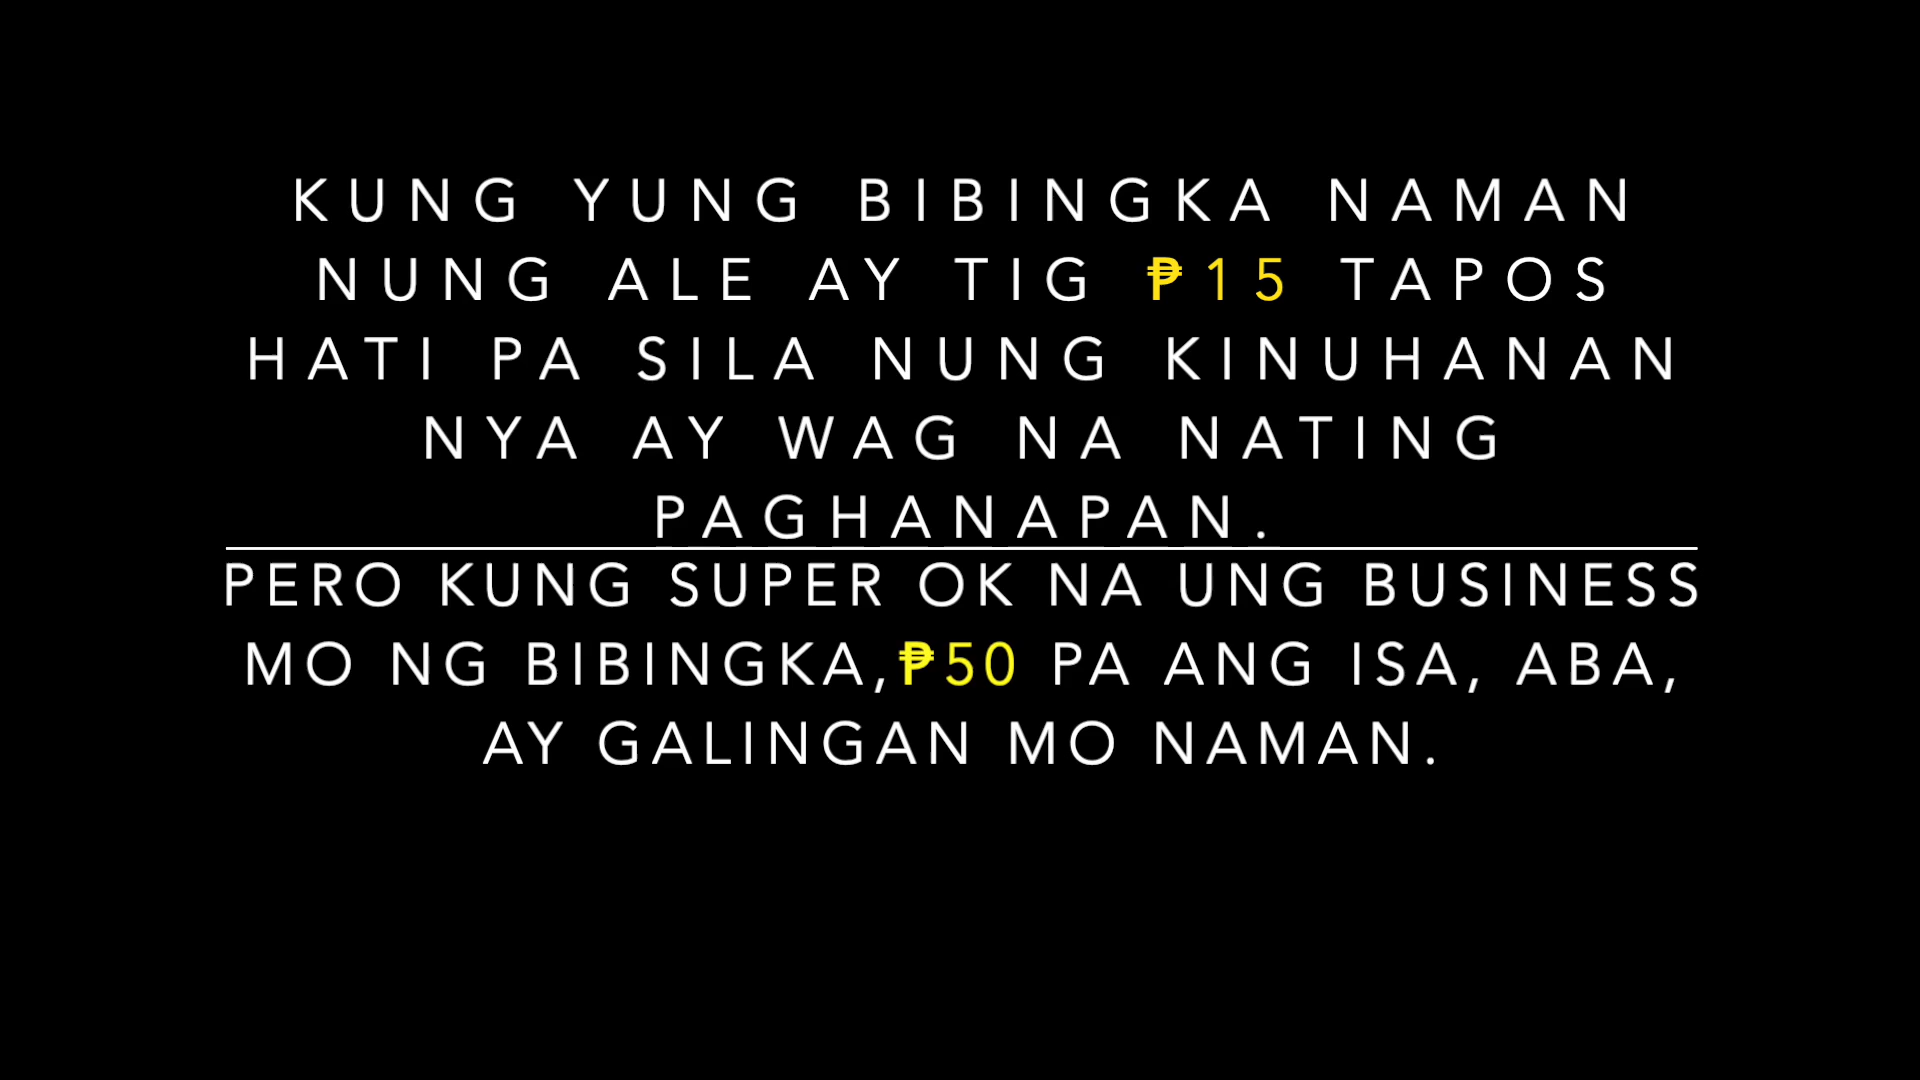 KUNG YUNG BIBINGKA NAMAN
NUNG ALE AY TIG ₱15 TAPOS
HATI PA SILA NUNG KINUHANAN
NYA AY WAG NA NATING
PAGHANAPAN.
PERO KUNG SUPER OK NA UNG BUSINESS
MO NG BIBINGKA,₱50 PA ANG ISA, ABA,
AY GALINGAN MO NAMAN.